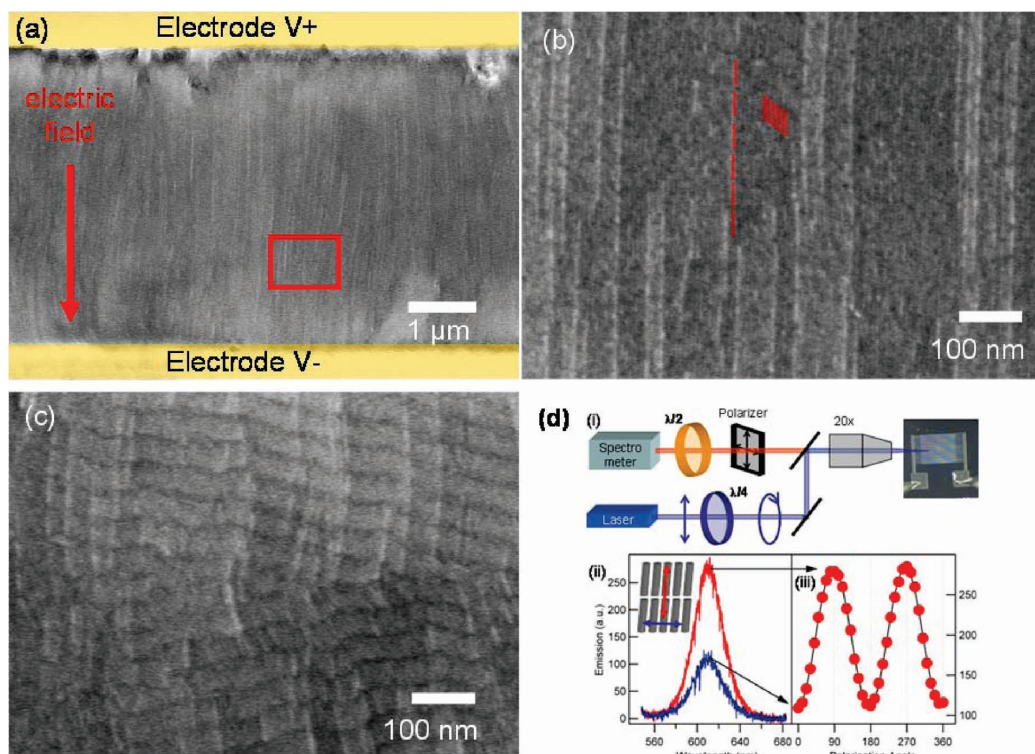 (a)
Electrode V+
electric
field
1 µm
Electrode V-
(b)
100 nm
(c)
100 nm
(d)
(i)
λ/2
Polarizer
20x
Spectro
meter
λ/4
Laser
(ii)
(iii)
Emission (a.u.)
250
200
150
100
50
0
560
600
640
680
250
200
150
100
0
90
180
270
360